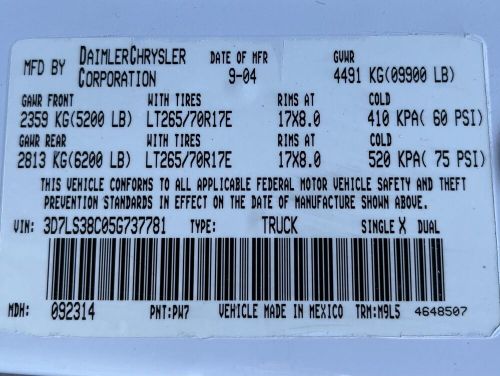 MFD BY DAIMLERCHRYSLER CORPORATION DATE OF MFR 9-04 GVWR 4491 KG(09900 LB)
GAWR FRONT WITH TIRES RIMS AT COLD
2359 KG(5200 LB) LT265/70R17E 17X8.0 410 KPA( 60 PSI)
GAWR REAR WITH TIRES RIMS AT COLD
2813 KG(6200 LB) LT265/70R17E 17X8.0 520 KPA( 75 PSI)
THIS VEHICLE CONFORMS TO ALL APPLICABLE FEDERAL MOTOR VEHICLE SAFETY AND THEFT
PREVENTION STANDARDS IN EFFECT ON THE DATE OF MANUFACTURE SHOWN ABOVE.
VIN: 3D7LS38C05G737781 TYPE: TRUCK SINGLE X DUAL
MDH: 092314 PNT:PW7 VEHICLE MADE IN MEXICO TRM:M9L5 4648507